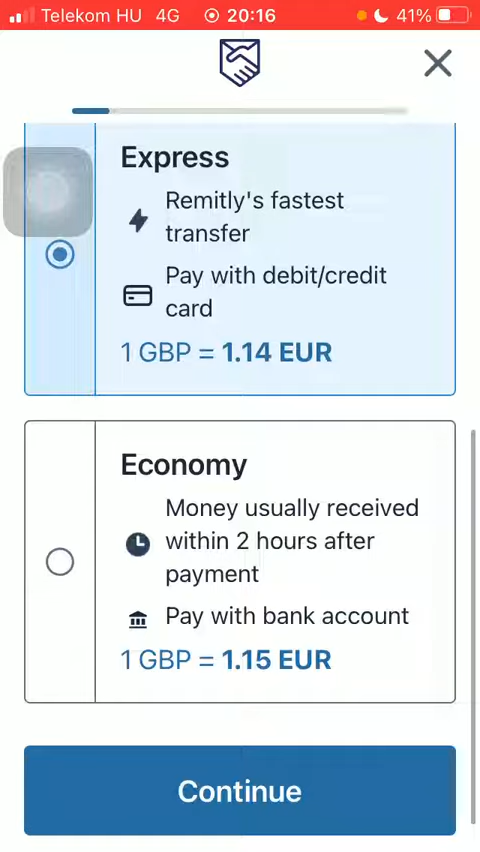 Telekom HU 4G 20:16 41%
Express
Remitly's fastest
transfer
Pay with debit/credit
card
1 GBP = 1.14 EUR
Economy
Money usually received
within 2 hours after
payment
Pay with bank account
1 GBP = 1.15 EUR
Continue